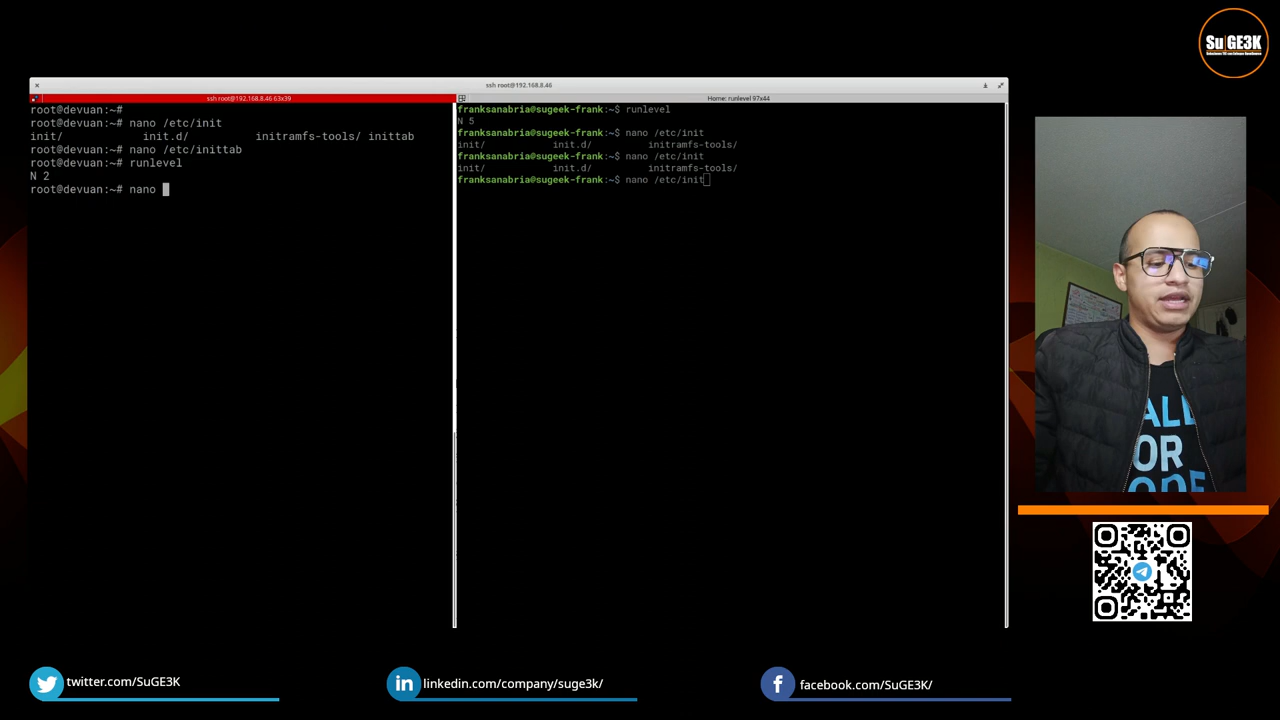 Su GE3K
ssh root@192.168.8.46
ssh root@192.168.8.46 63x39
root@devuan:~#
root@devuan:~# nano /etc/init
init/ init.d/ initramfs-tools/ inittab
root@devuan:~# nano /etc/inittab
root@devuan:~# runlevel
N 2
root@devuan:~# nano
Home: runlevel 97x44
franksanabria@sugeek-frank:~$ runlevel
N 5
franksanabria@sugeek-frank:~$ nano /etc/init
init/ init.d/ initramfs-tools/
franksanabria@sugeek-frank:~$ nano /etc/init
init/ init.d/ initramfs-tools/
franksanabria@sugeek-frank:~$ nano /etc/init
ALL
OR
ODE
twitter.com/SuGE3K
in
linkedin.com/company/suge3k/
f
facebook.com/SuGE3K/